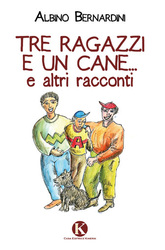 ALBINO BERNARDINI
TRE RAGAZZI
E UN CANE...
e altri racconti
A
K
CASA EDITRICE KIMERIK